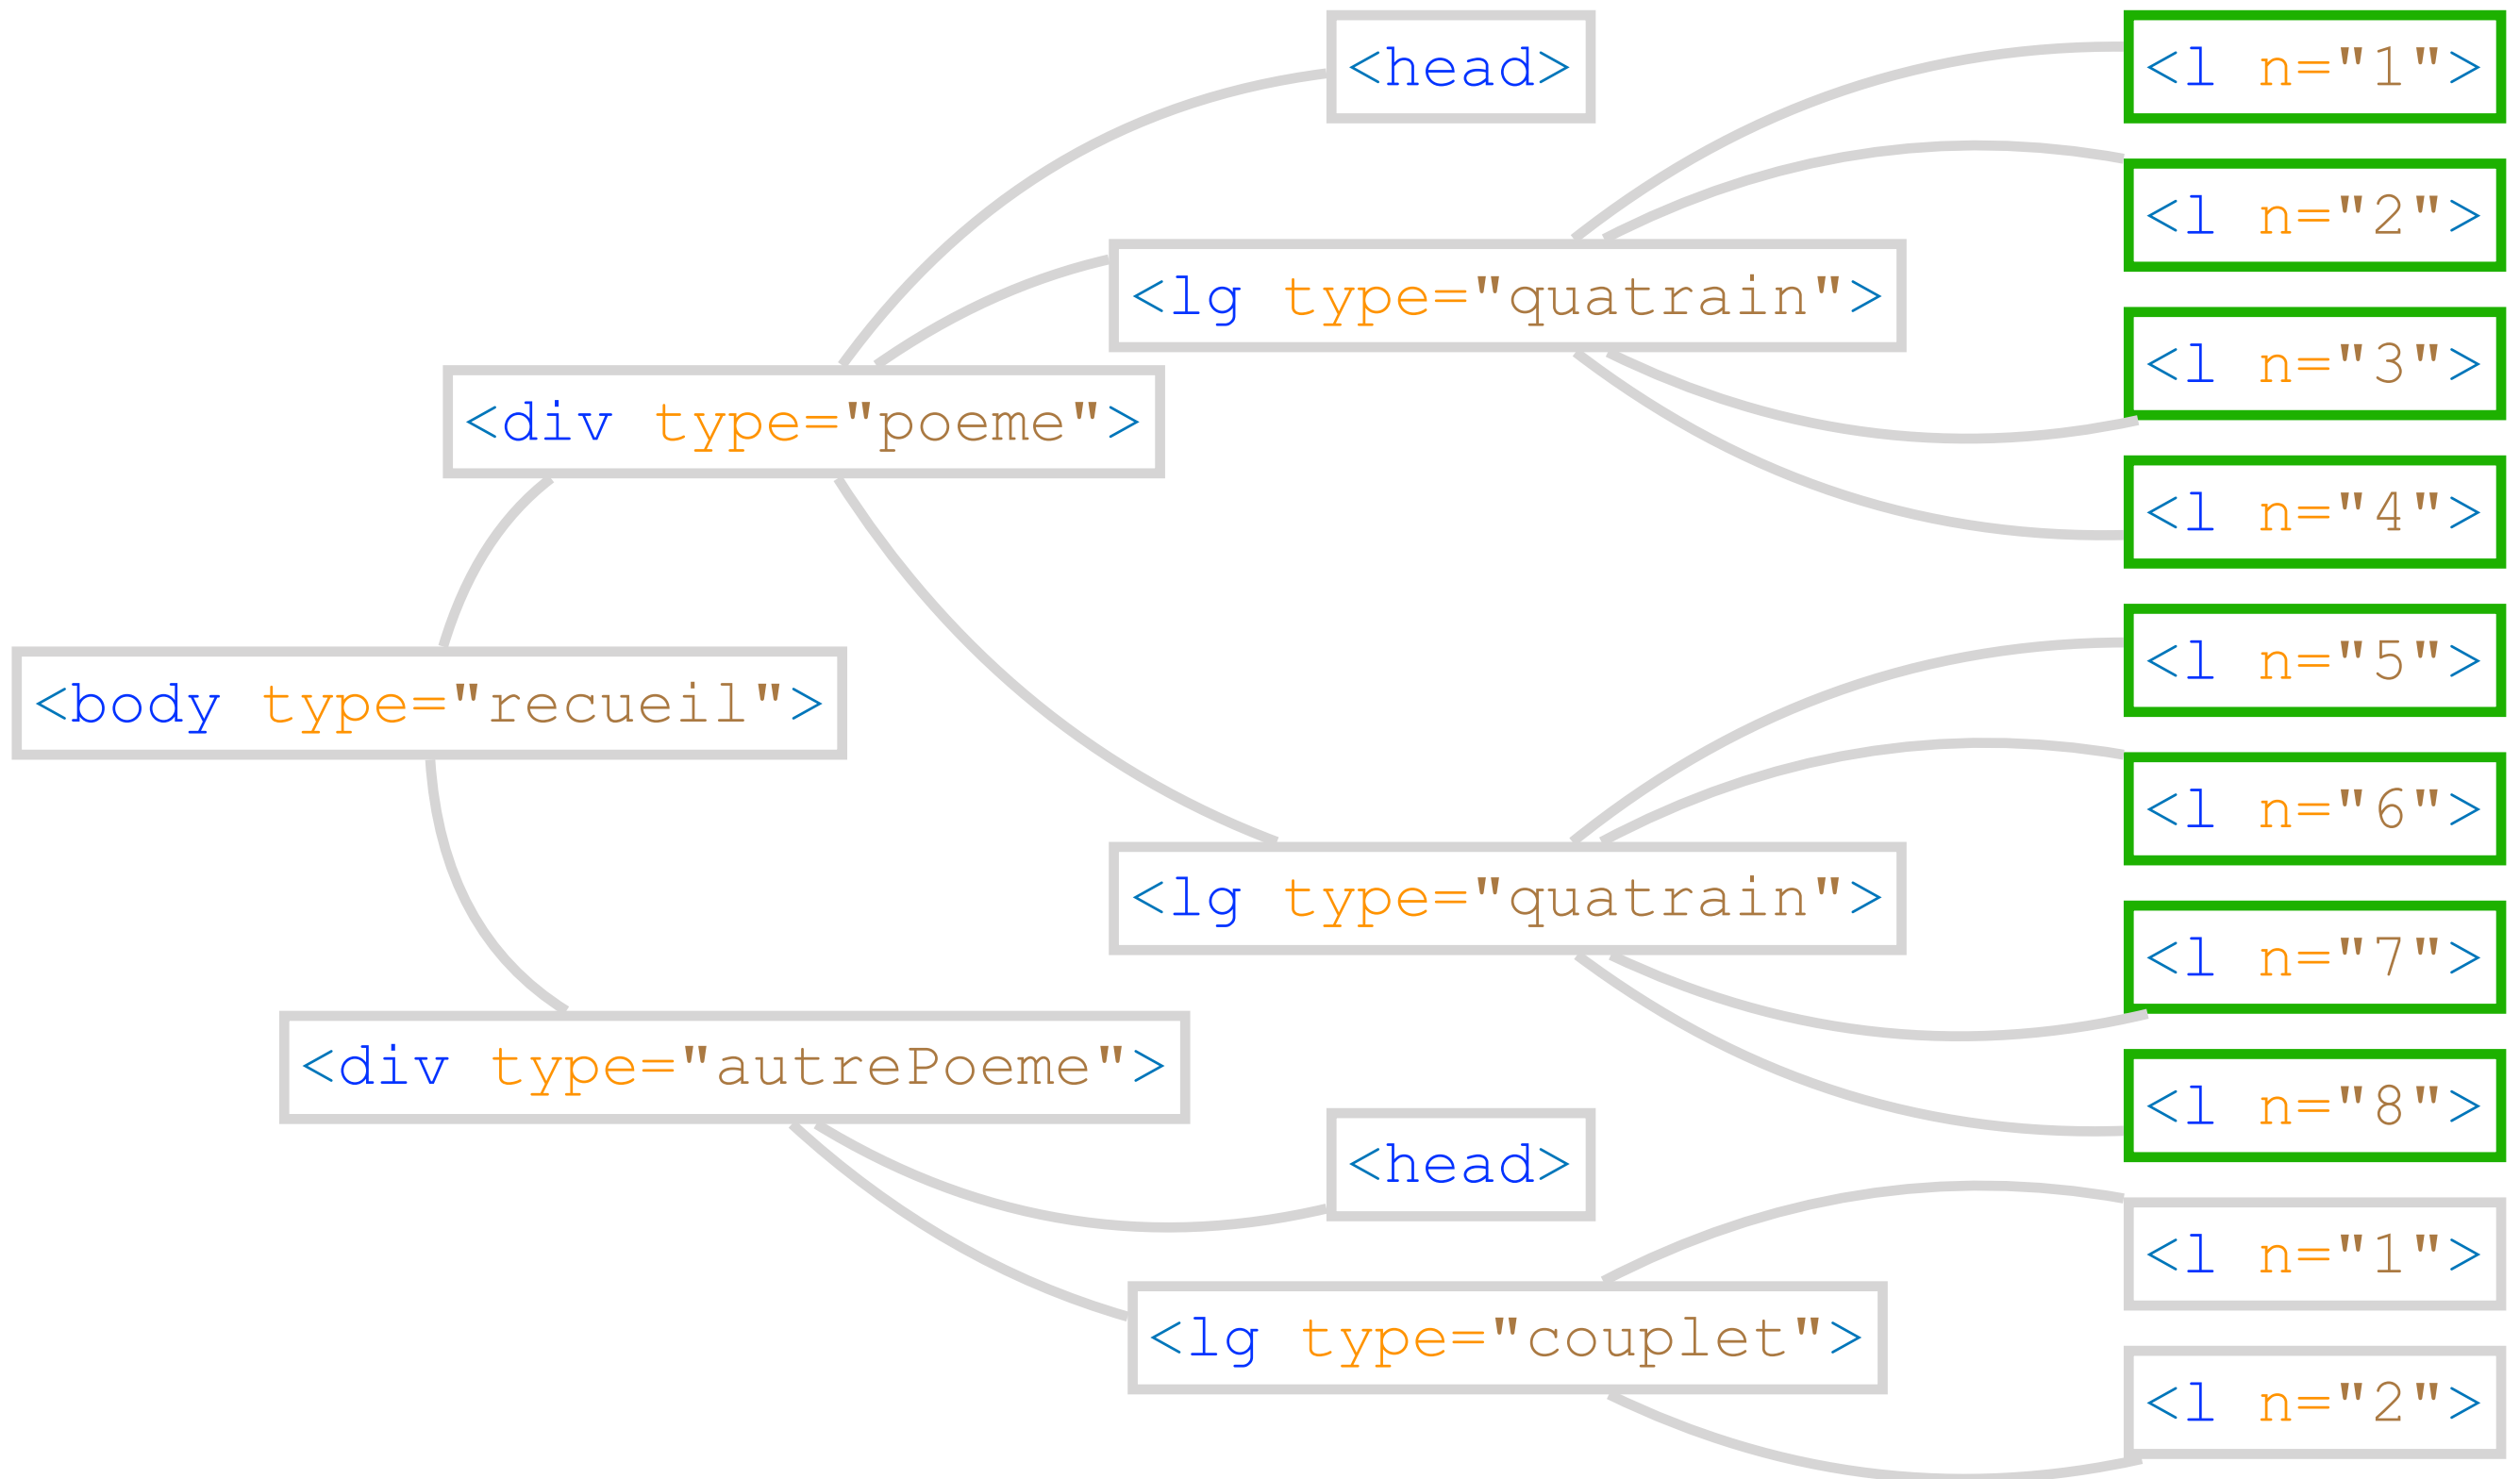 <head>
<l n="1">
<l n="2">
<lg type="quatrain">
<l n="3">
<div type="poeme">
<l n="4">
<l n="5">
<body type="recueil">
<l n="6">
<lg type="quatrain">
<l n="7">
<div type="autrePoeme">
<l n="8">
<head>
<l n="1">
<lg type="couplet">
<l n="2">